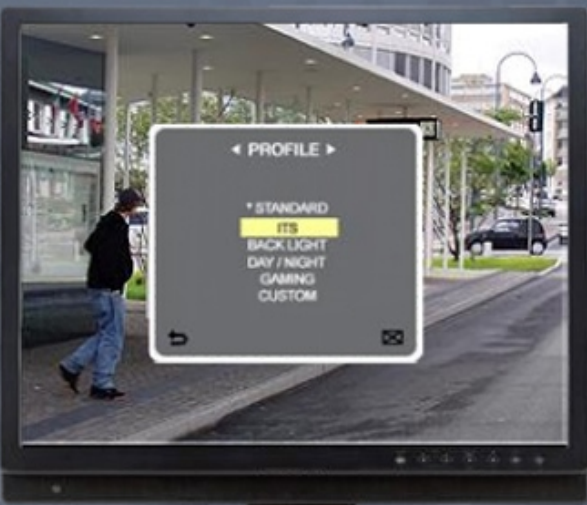 ◄ PROFILE ►
* STANDARD
ITS
BACK LIGHT
DAY / NIGHT
GAMING
CUSTOM